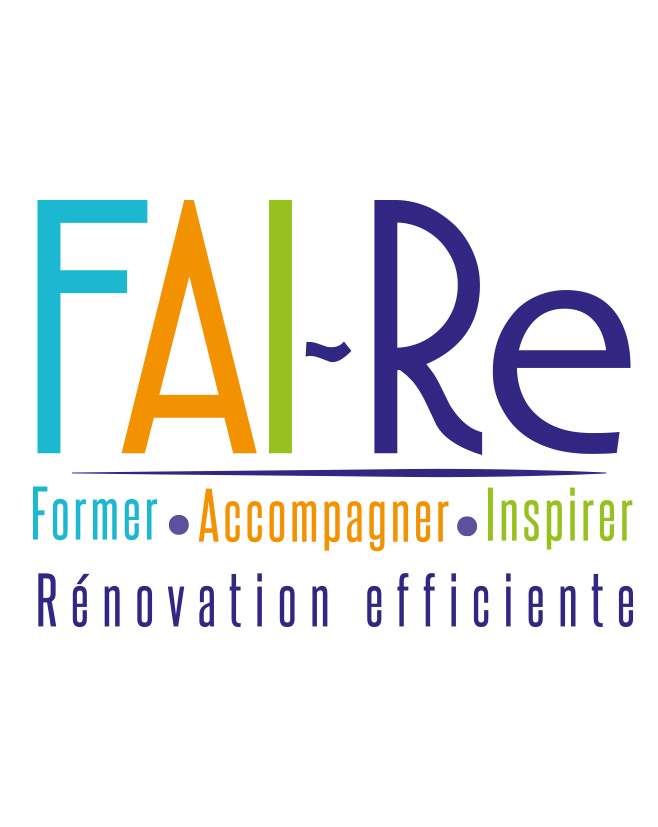 FAI~Re
Former • Accompagner • Inspirer
Rénovation efficiente